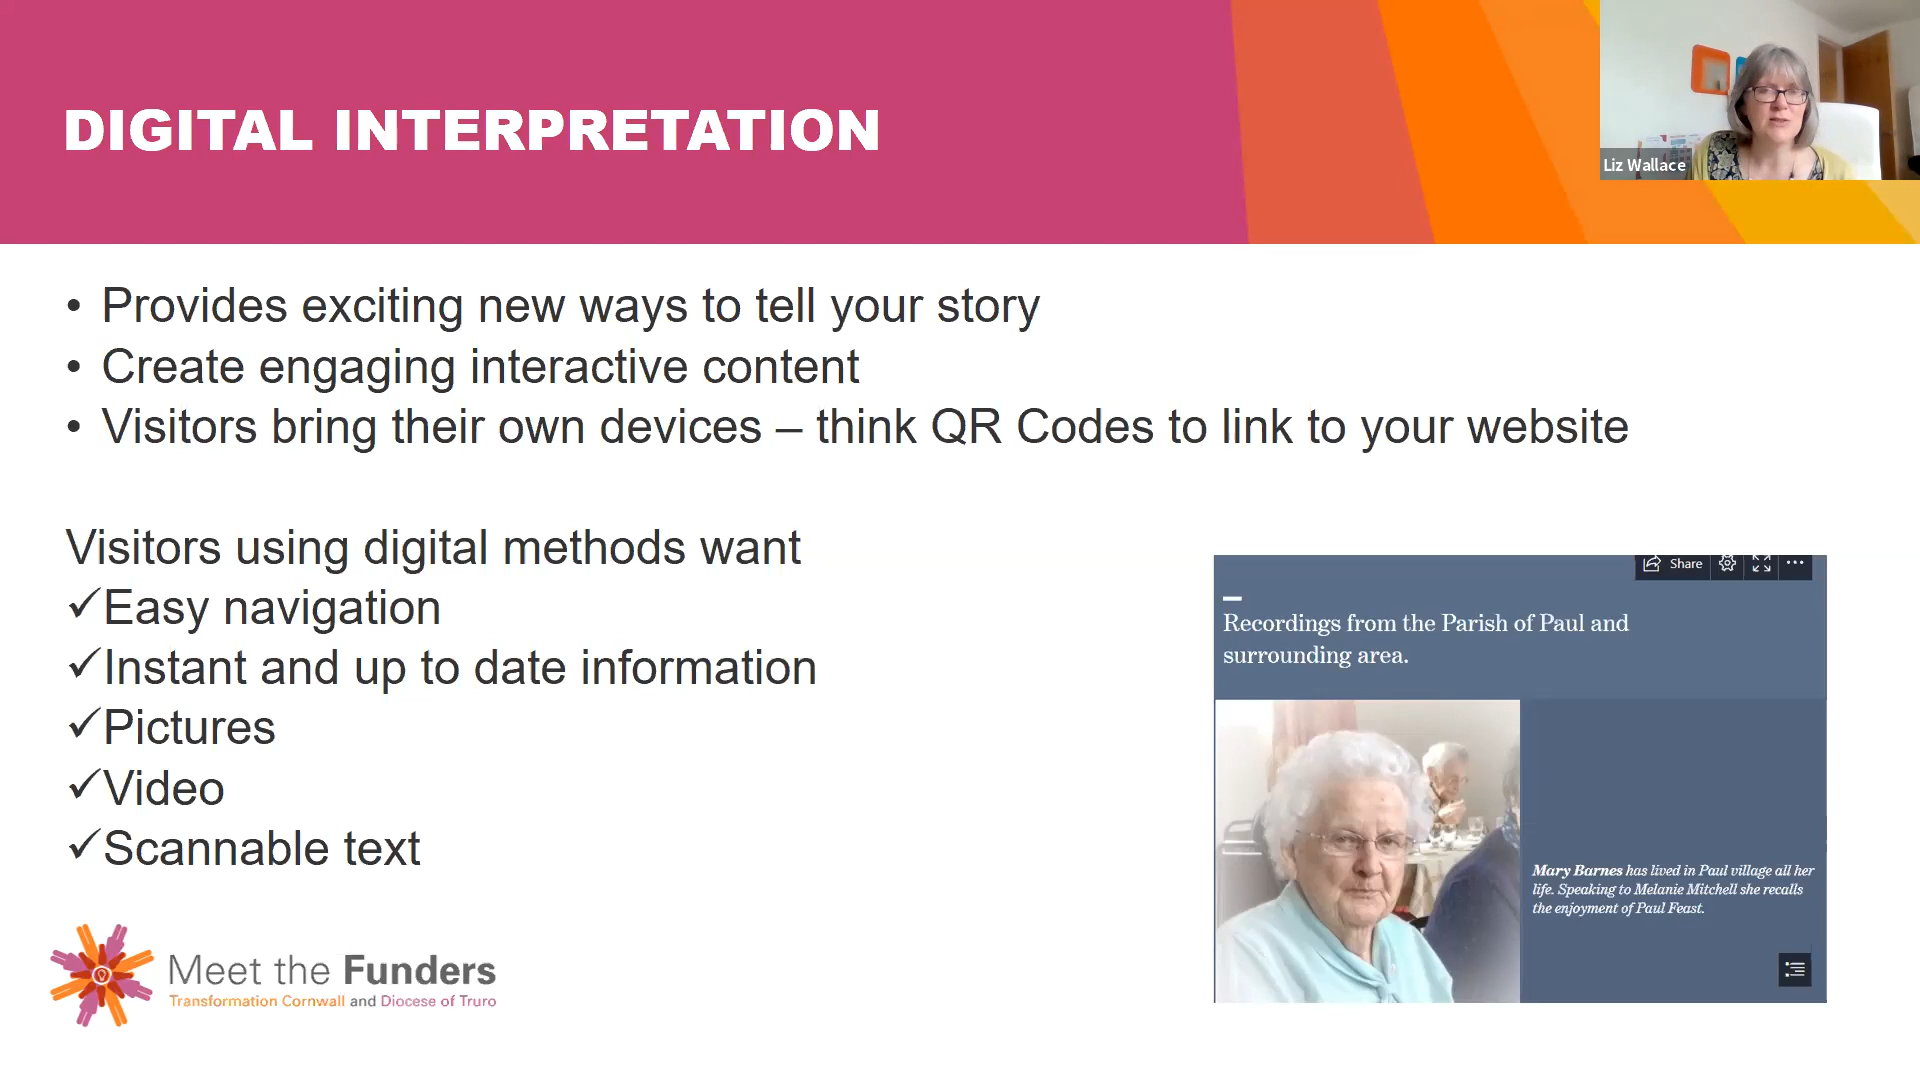 DIGITAL INTERPRETATION
Liz Wallace
• Provides exciting new ways to tell your story
• Create engaging interactive content
• Visitors bring their own devices – think QR Codes to link to your website
Visitors using digital methods want
✓Easy navigation
✓Instant and up to date information
✓Pictures
✓Video
✓Scannable text
Share
Recordings from the Parish of Paul and
surrounding area.
Mary Barnes has lived in Paul village all her
life. Speaking to Melanie Mitchell she recalls
the enjoyment of Paul Feast.
Meet the Funders
Transformation Cornwall and Diocese of Truro